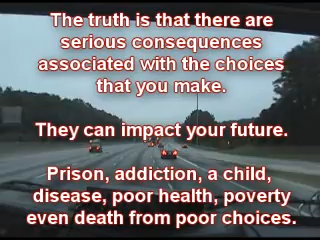 The truth is that there are
serious consequences
associated with the choices
that you make.
They can impact your future.
Prison, addiction, a child,
disease, poor health, poverty
even death from poor choices.